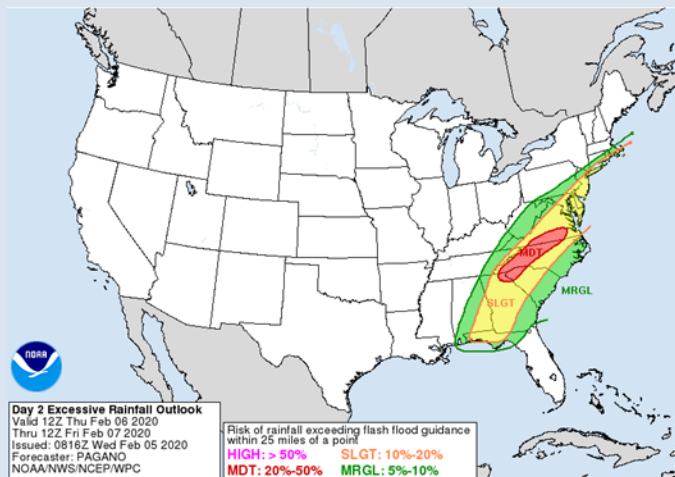 MDT
SLGT
MRGL
NOAA
Day 2 Excessive Rainfall Outlook
Valid 12Z Thu Feb 06 2020
Thru 12Z Fri Feb 07 2020
Issued: 0816Z Wed Feb 05 2020
Forecaster: PAGANO
NOAA/NWS/NCEP/WPC
Risk of rainfall exceeding flash flood guidance
within 25 miles of a point
HIGH: > 50% SLGT: 10%-20%
MDT: 20%-50% MRGL: 5%-10%